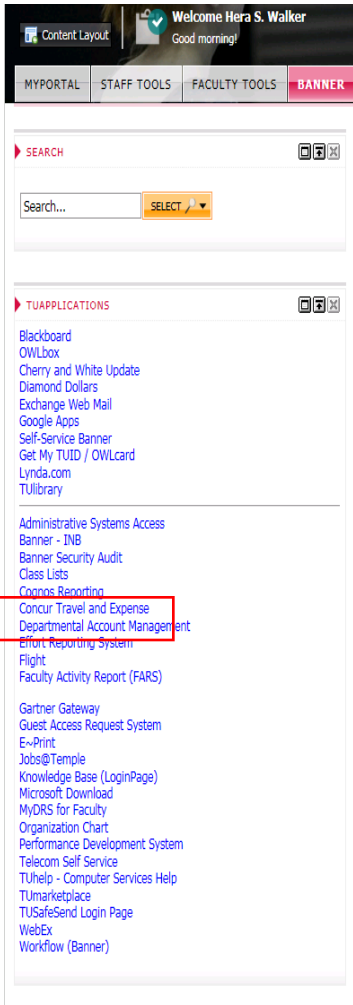 Content Layout
Welcome Hera S. Walker
Good morning!
MYPORTAL STAFF TOOLS FACULTY TOOLS BANNER
SEARCH
Search... SELECT
TUAPPLICATIONS
Blackboard
OWLbox
Cherry and White Update
Diamond Dollars
Exchange Web Mail
Google Apps
Self-Service Banner
Get My TUID / OWLcard
Lynda.com
TUlibrary
Administrative Systems Access
Banner - INB
Banner Security Audit
Class Lists
Cognos Reporting
Concur Travel and Expense
Departmental Account Management
Effort Reporting System
Flight
Faculty Activity Report (FARS)
Gartner Gateway
Guest Access Request System
E~Print
Jobs@Temple
Knowledge Base (LoginPage)
Microsoft Download
MyDRS for Faculty
Organization Chart
Performance Development System
Telecom Self Service
TUhelp - Computer Services Help
TUmarketplace
TUSafeSend Login Page
WebEx
Workflow (Banner)